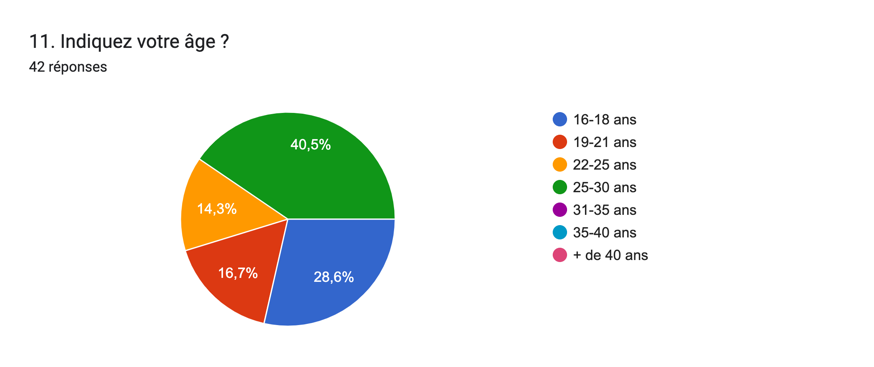 11. Indiquez votre âge ?
42 réponses
40,5%
14,3%
16,7%
28,6%
16-18 ans
19-21 ans
22-25 ans
25-30 ans
31-35 ans
35-40 ans
+ de 40 ans